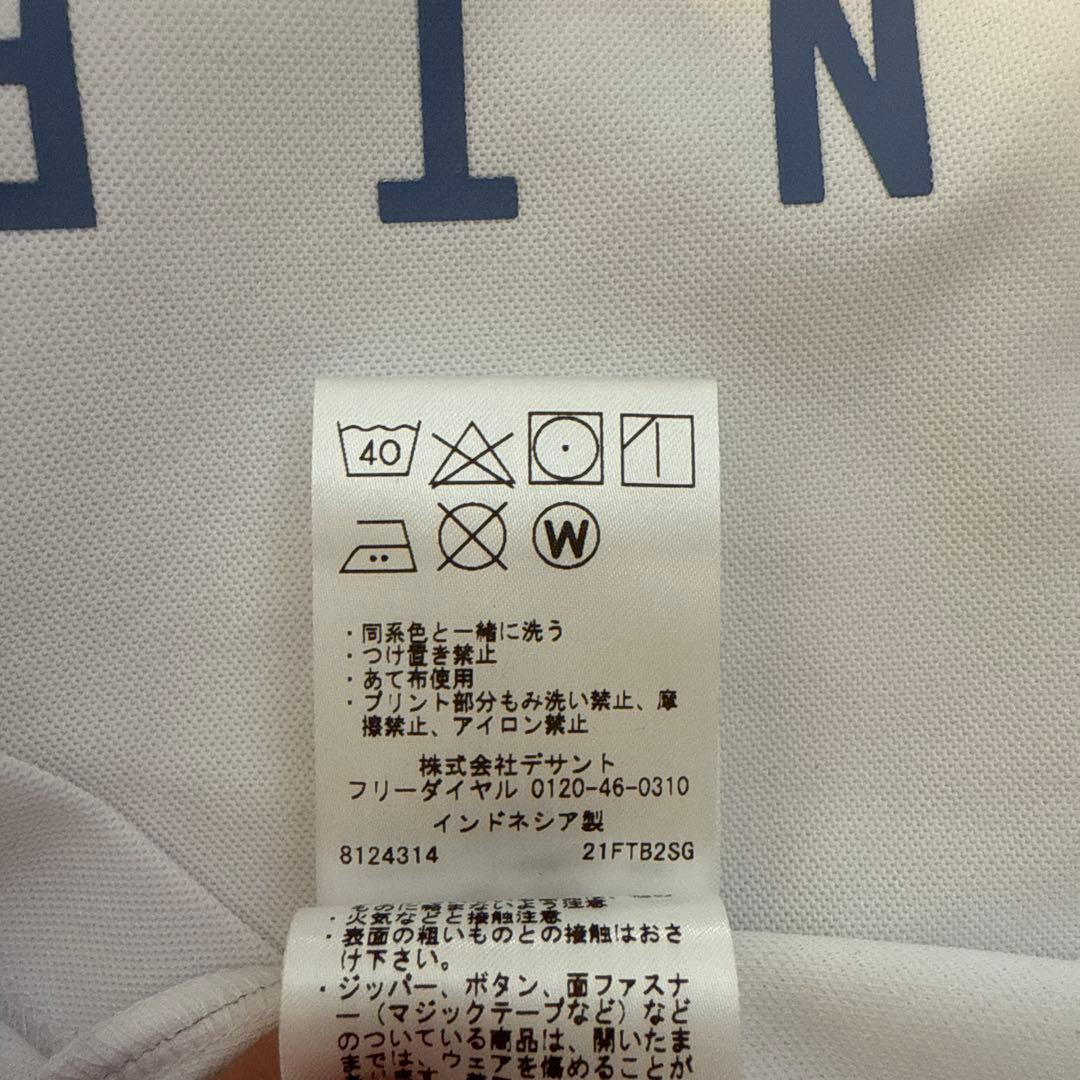 IN
40
W
・同系色と一緒に洗う
・つけ置き禁止
・あて布使用
・プリント部分もみ洗い禁止、摩
擦禁止、アイロン禁止
株式会社デサント
フリーダイヤル 0120-46-0310
インドネシア製
8124314 21FTB2SG
・火気などと接触注意
・表面の粗いものとの接触はおさ
け下さい。
・ジッパー、ボタン、面ファスナ
ー（マジックテープなど）など
のついている商品は、開いたま
までは、ウェアを傷めることが